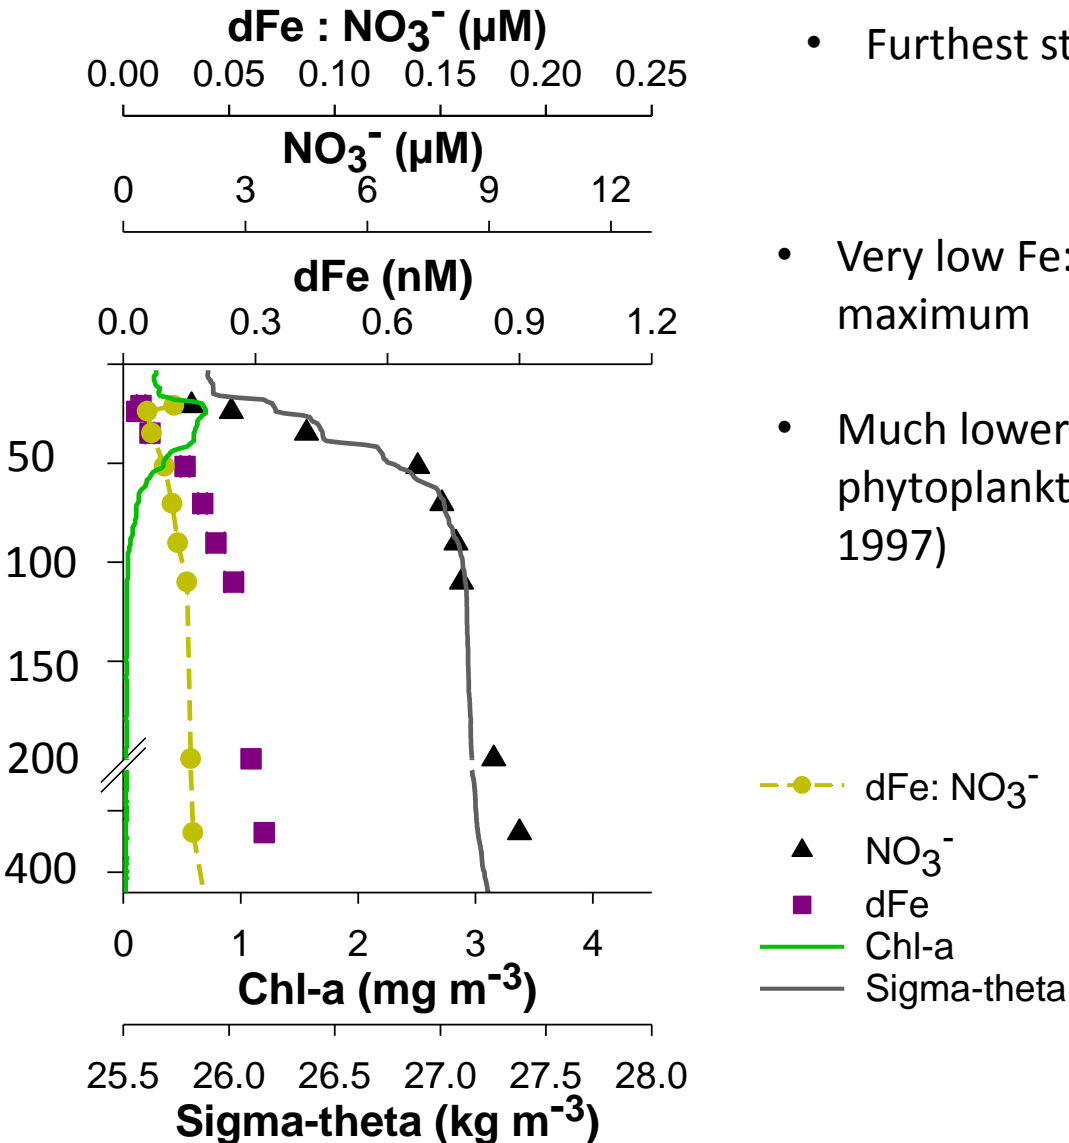 dFe : NO3- (µM)
0.00 0.05 0.10 0.15 0.20 0.25
NO3- (µM)
0 3 6 9 12
dFe (nM)
0.0 0.3 0.6 0.9 1.2
50
100
150
200
400
0 1 2 3 4
Chl-a (mg m-3)
25.5 26.0 26.5 27.0 27.5 28.0
Sigma-theta (kg m-3)
• Furthest st
• Very low Fe:
maximum
• Much lower
phytoplankt
1997)
dFe: NO3-
NO3-
dFe
Chl-a
Sigma-theta